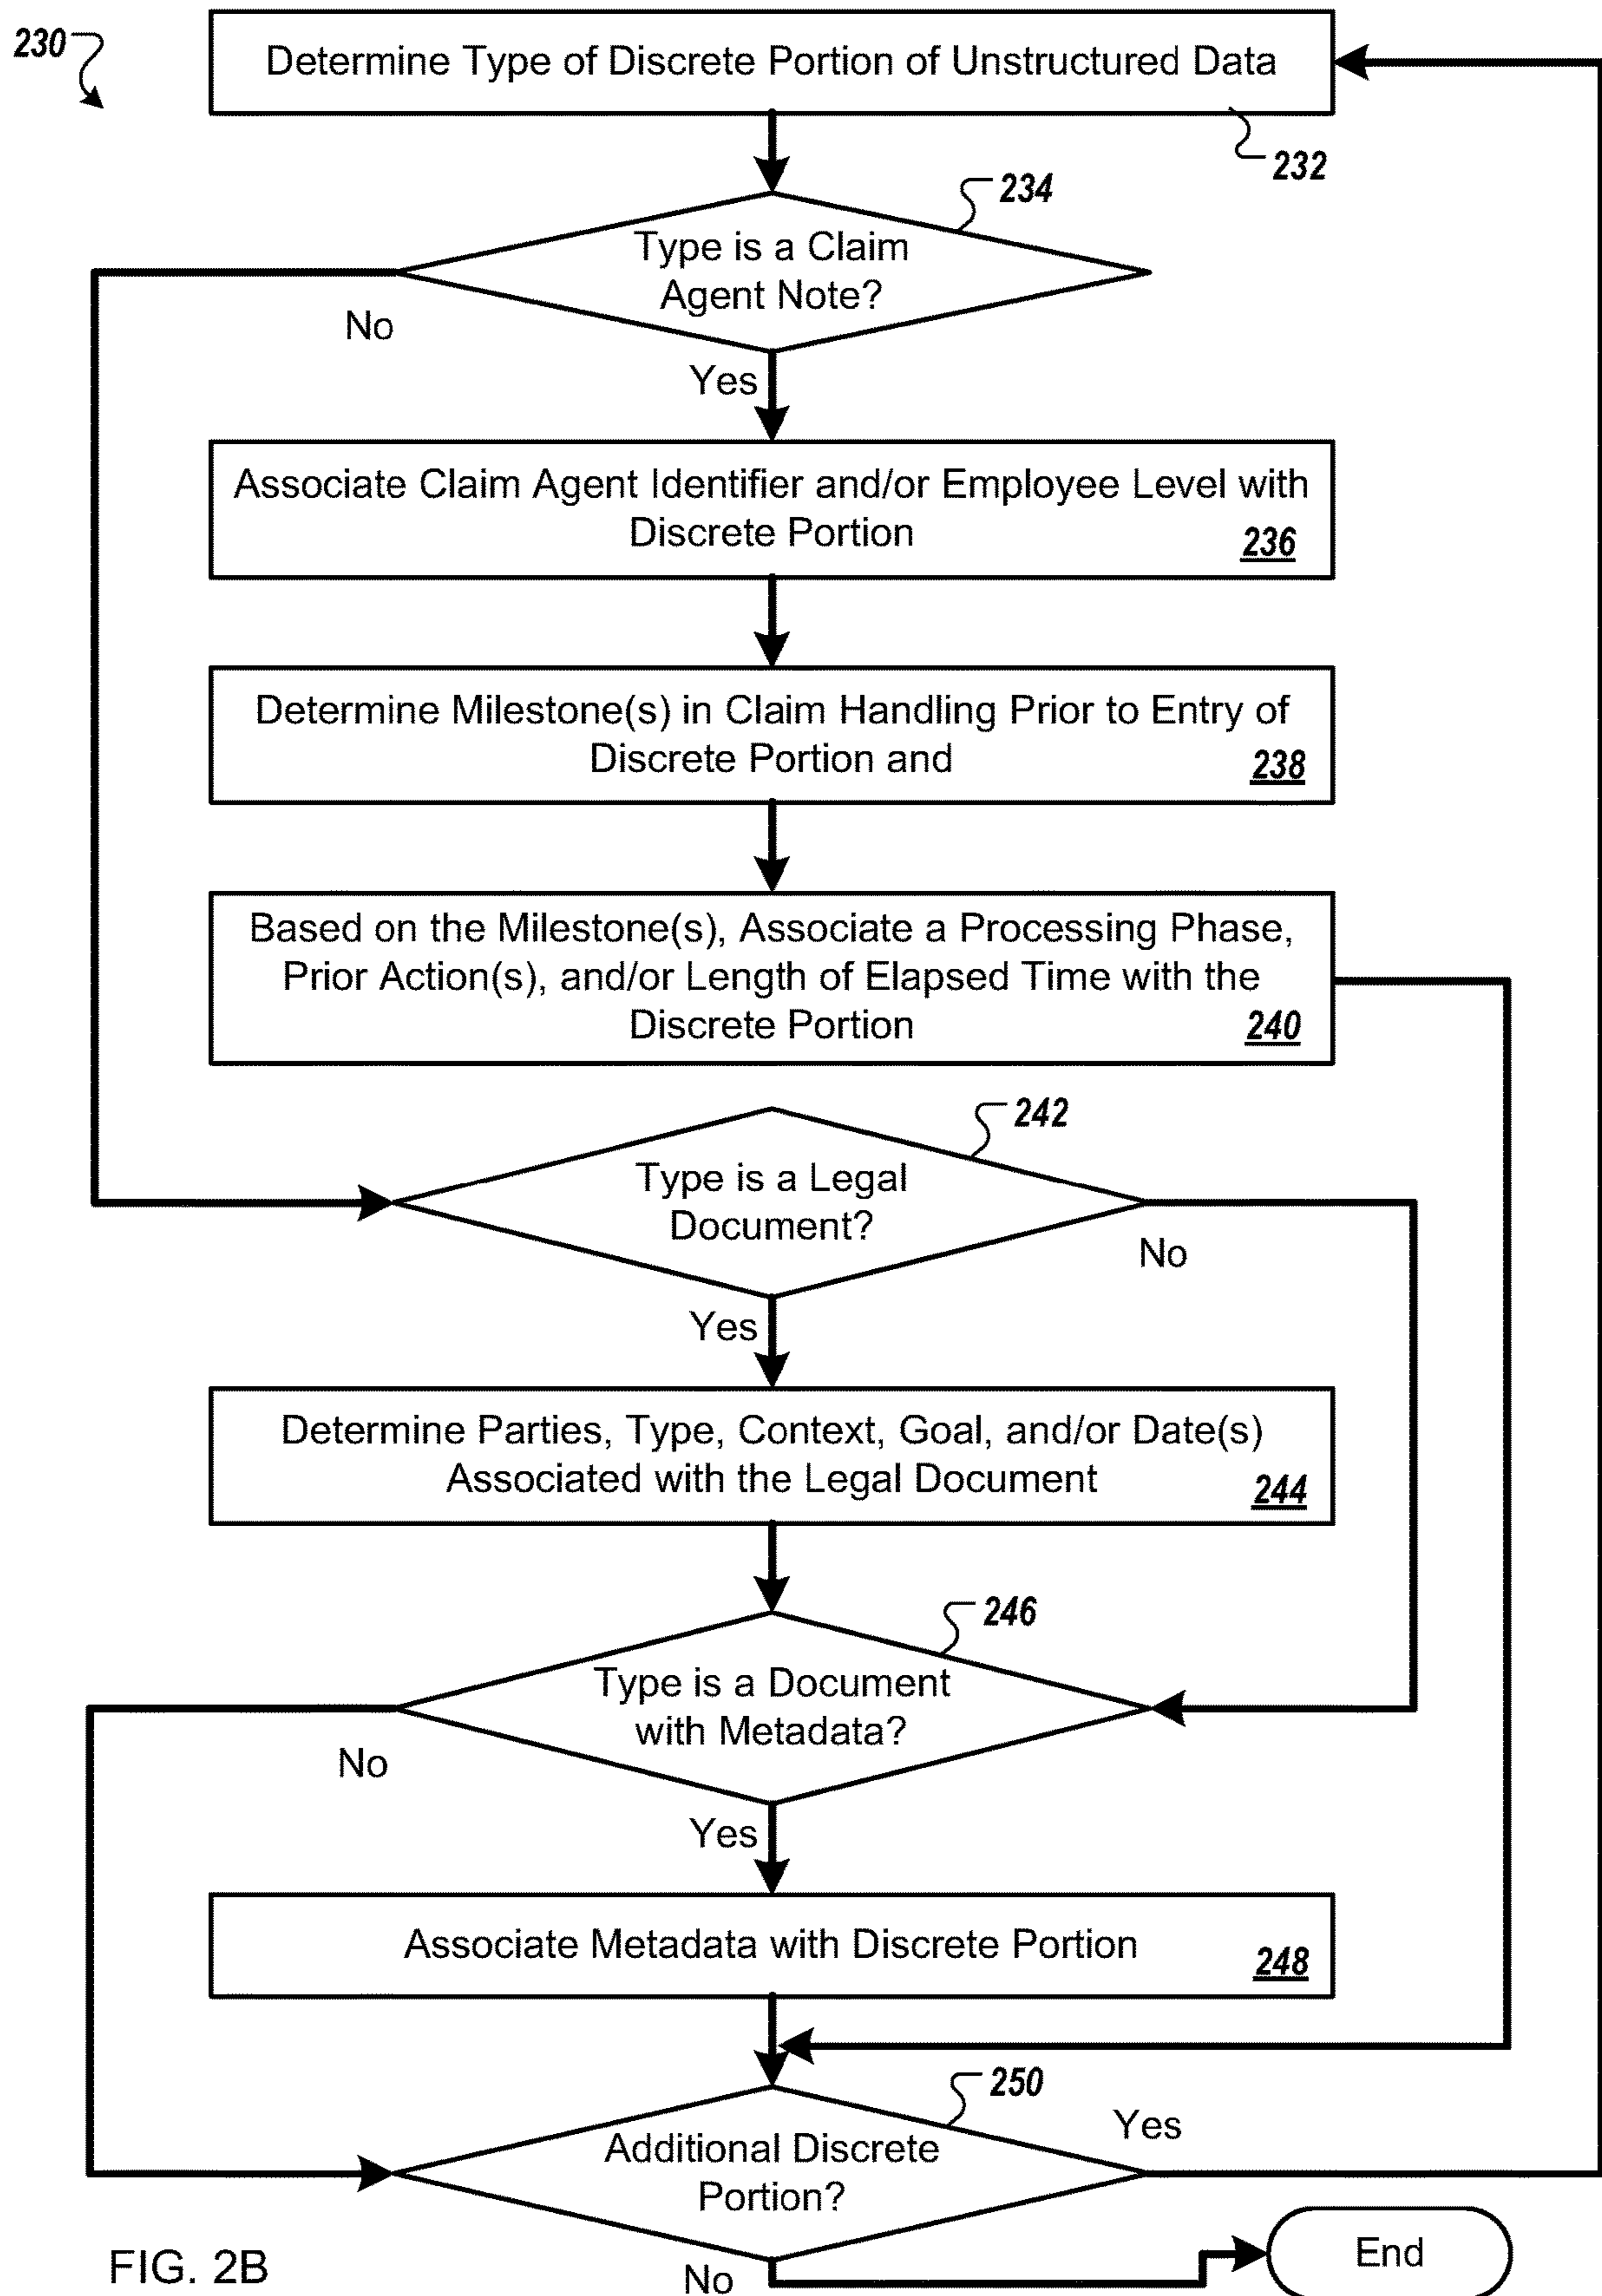 230
Determine Type of Discrete Portion of Unstructured Data
232
234
Type is a Claim
Agent Note?
No
Yes
Associate Claim Agent Identifier and/or Employee Level with
Discrete Portion
236
Determine Milestone(s) in Claim Handling Prior to Entry of
Discrete Portion and
238
Based on the Milestone(s), Associate a Processing Phase,
Prior Action(s), and/or Length of Elapsed Time with the
Discrete Portion
240
242
Type is a Legal
Document?
No
Yes
Determine Parties, Type, Context, Goal, and/or Date(s)
Associated with the Legal Document
244
246
Type is a Document
with Metadata?
No
Yes
Associate Metadata with Discrete Portion
248
250
Yes
Additional Discrete
Portion?
No
End
FIG. 2B